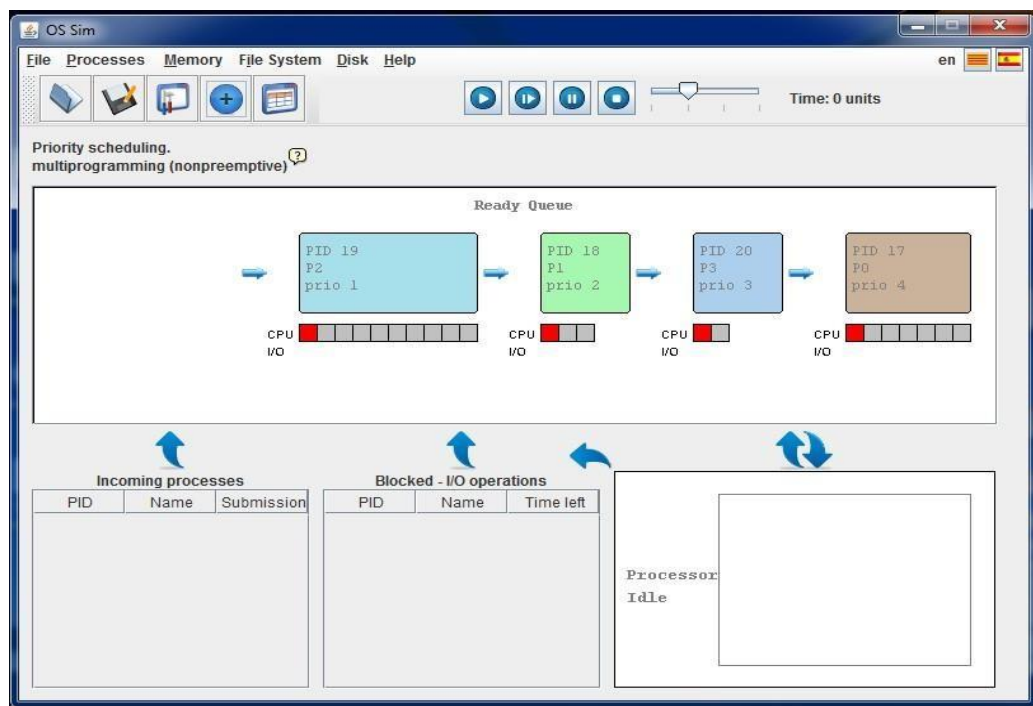 OS Sim
File Processes Memory File System Disk Help en
Time: 0 units
Priority scheduling.
multiprogramming (nonpreemptive) ?
Ready Queue
PID 19
P2
prio 1
CPU
I/O
PID 18
P1
prio 2
CPU
I/O
PID 20
P3
prio 3
CPU
I/O
PID 17
P0
prio 4
CPU
I/O
Incoming processes
PID Name Submission
Blocked - I/O operations
PID Name Time left
Processor
Idle